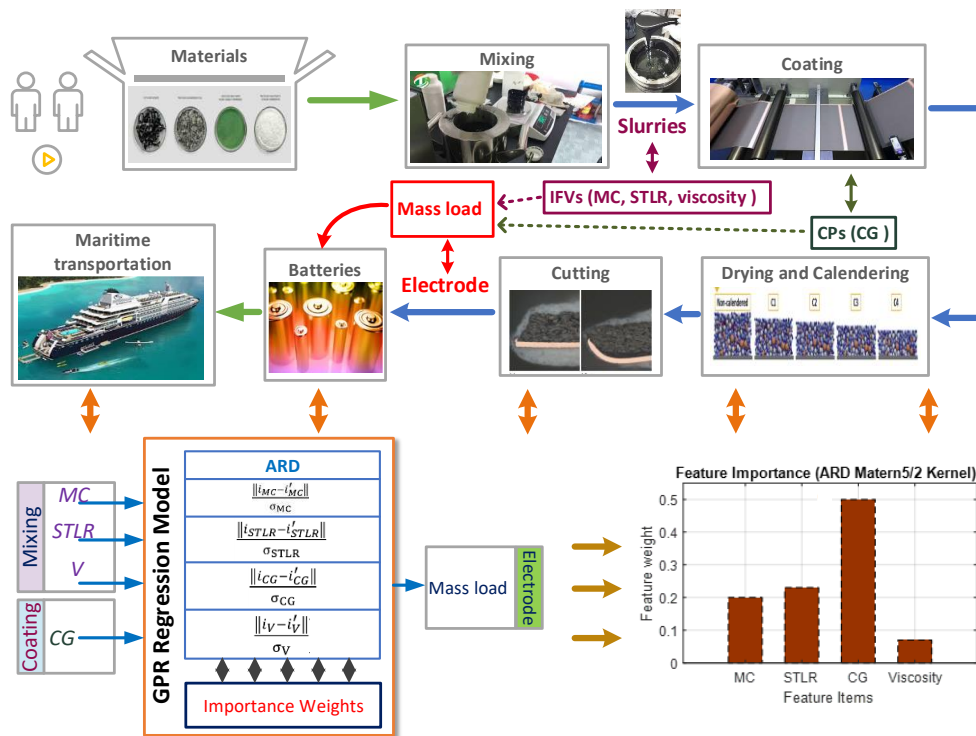 Materials
Mixing
Coating
Slurries
IFVs (MC, STLR, viscosity )
Mass load
CPs (CG )
Maritime
transportation
Batteries
Electrode
Cutting
Drying and Calendering
Non-calendered
C1
C2
C3
C4
Mixing
MC
STLR
V
Coating
CG
GPR Regression Model
ARD
‖i_MC−i′_MC‖
σ_MC
‖i_STLR−i′_STLR‖
σ_STLR
‖i_CG−i′_CG‖
σ_CG
‖i_V−i′_V‖
σ_V
Importance Weights
Mass load
Electrode
Feature Importance (ARD Matern5/2 Kernel)
Feature weight
0.5
0.4
0.3
0.2
0.1
0
MC
STLR
CG
Viscosity
Feature Items